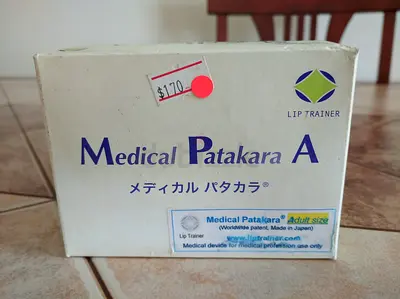 $170
LIP TRAINER
Medical Patakara A
メディカル パタカラ®
Medical Patakara® Adult size
(Worldwide patent, Made in Japan)
Lip Trainer
www.liptrainer.com
Medical device for medical profession use only